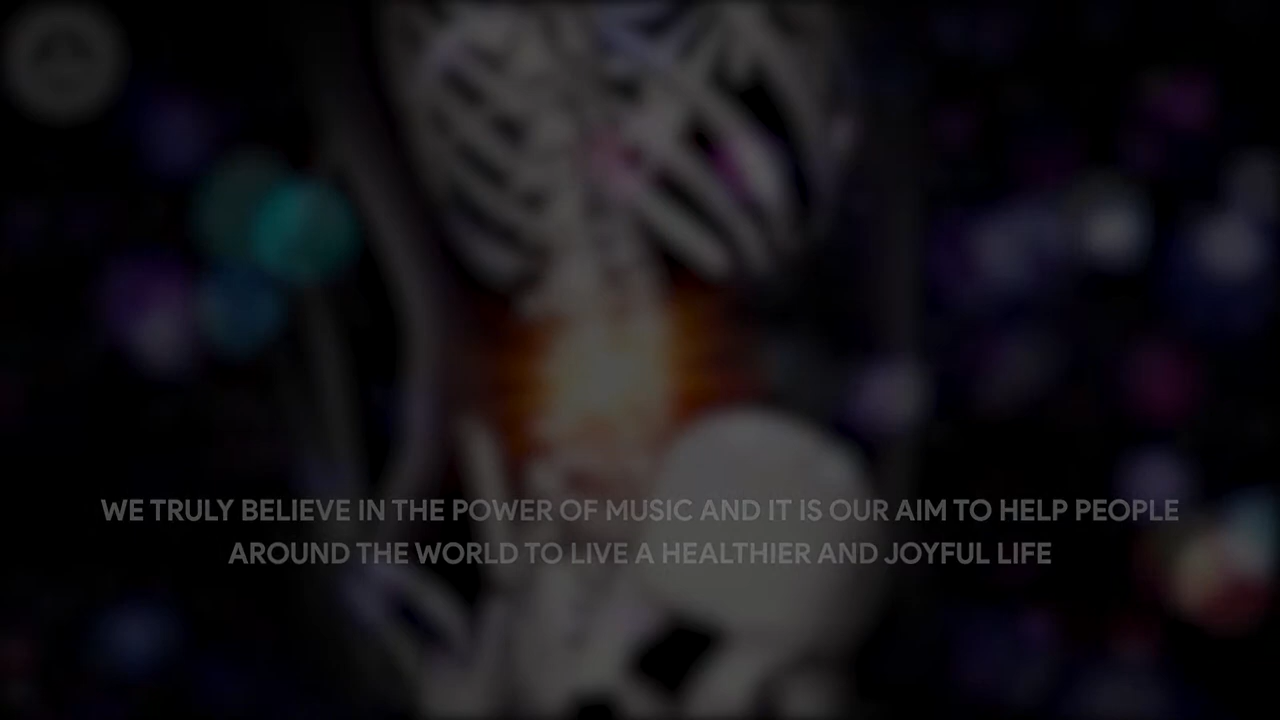 WE TRULY BELIEVE IN THE POWER OF MUSIC AND IT IS OUR AIM TO HELP PEOPLE
AROUND THE WORLD TO LIVE A HEALTHIER AND JOYFUL LIFE